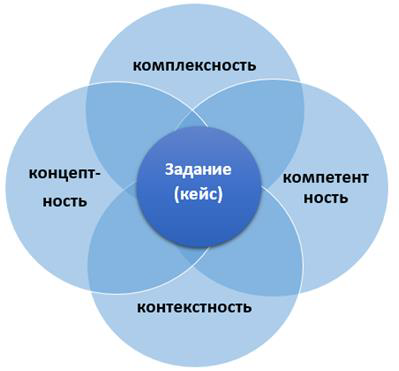 комплексность
концепт-
ность
Задание
(кейс)
компетент
ность
контекстность